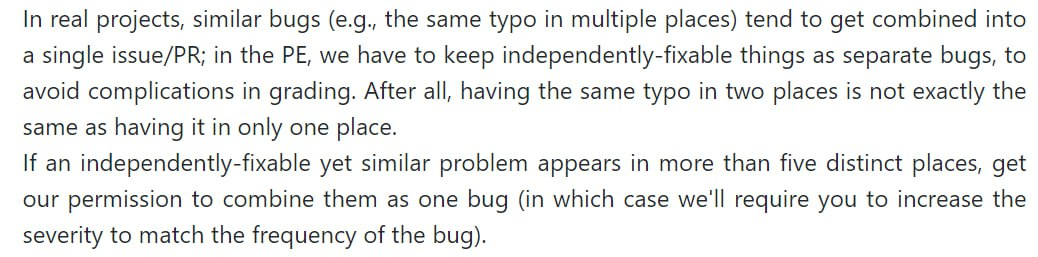 In real projects, similar bugs (e.g., the same typo in multiple places) tend to get combined into
a single issue/PR; in the PE, we have to keep independently-fixable things as separate bugs, to
avoid complications in grading. After all, having the same typo in two places is not exactly the
same as having it in only one place.
If an independently-fixable yet similar problem appears in more than five distinct places, get
our permission to combine them as one bug (in which case we'll require you to increase the
severity to match the frequency of the bug).